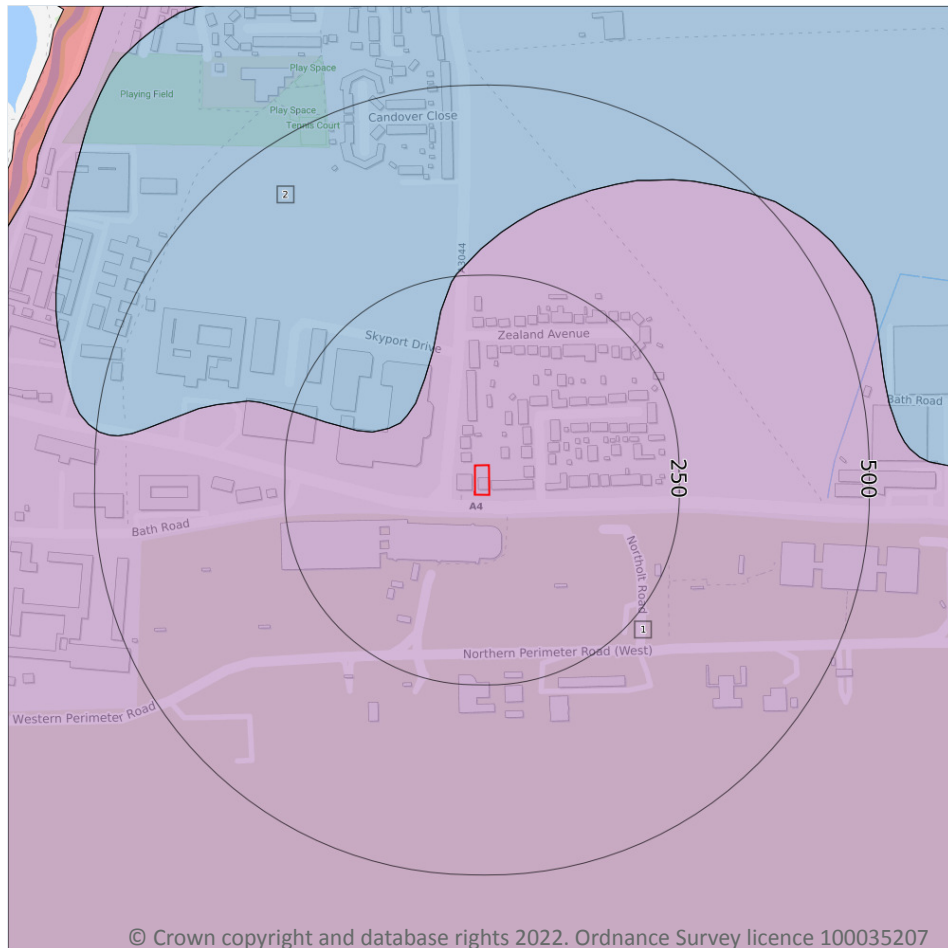 Play Space
Playing Field
Play Space
Tennis Court
Candover Close
2
A3044
Zealand Avenue
Skyport Drive
Bath Road
250
500
A4
Bath Road
Northolt Road
1
Northern Perimeter Road (West)
Western Perimeter Road
© Crown copyright and database rights 2022. Ordnance Survey licence 100035207